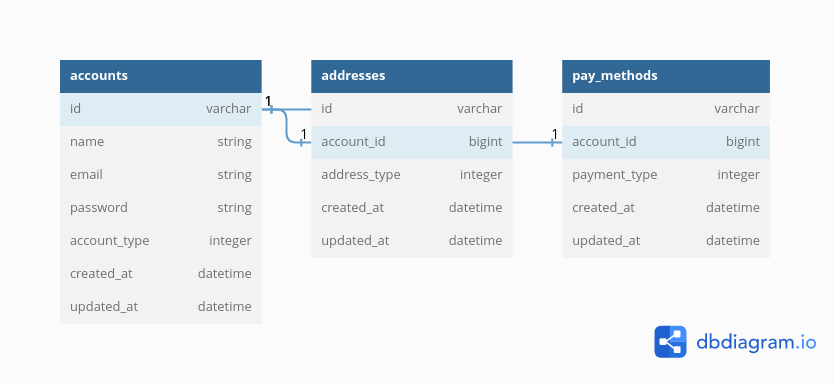 accounts
id varchar
name string
email string
password string
account_type integer
created_at datetime
updated_at datetime
1
1
addresses
id varchar
account_id bigint
address_type integer
created_at datetime
updated_at datetime
1
pay_methods
id varchar
account_id bigint
payment_type integer
created_at datetime
updated_at datetime
dbdiagram.io